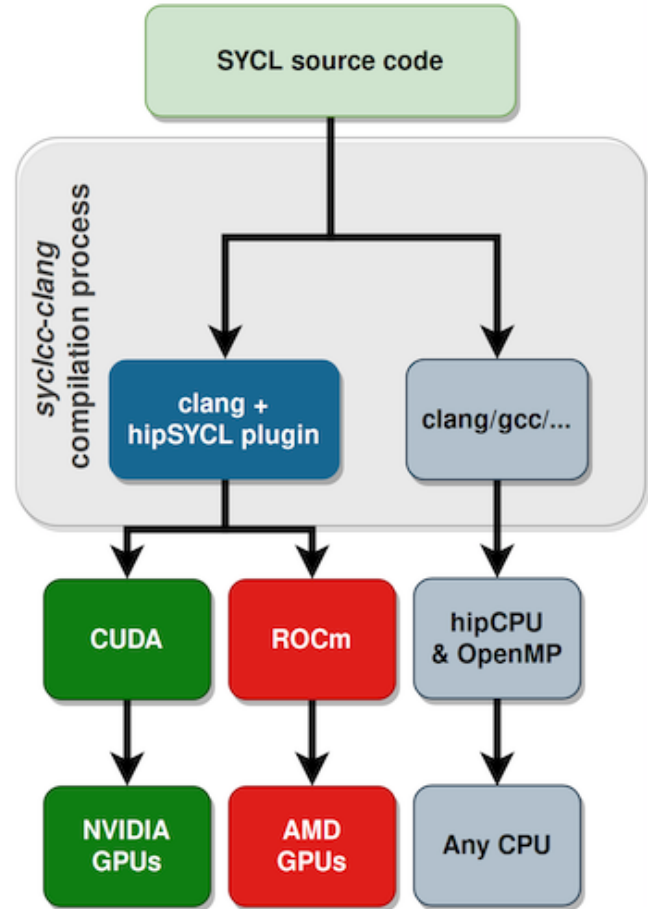 SYCL source code
syclcc-clang
compilation process
clang +
hipSYCL plugin
clang/gcc/...
CUDA
ROCm
hipCPU
& OpenMP
NVIDIA
GPUs
AMD
GPUs
Any CPU